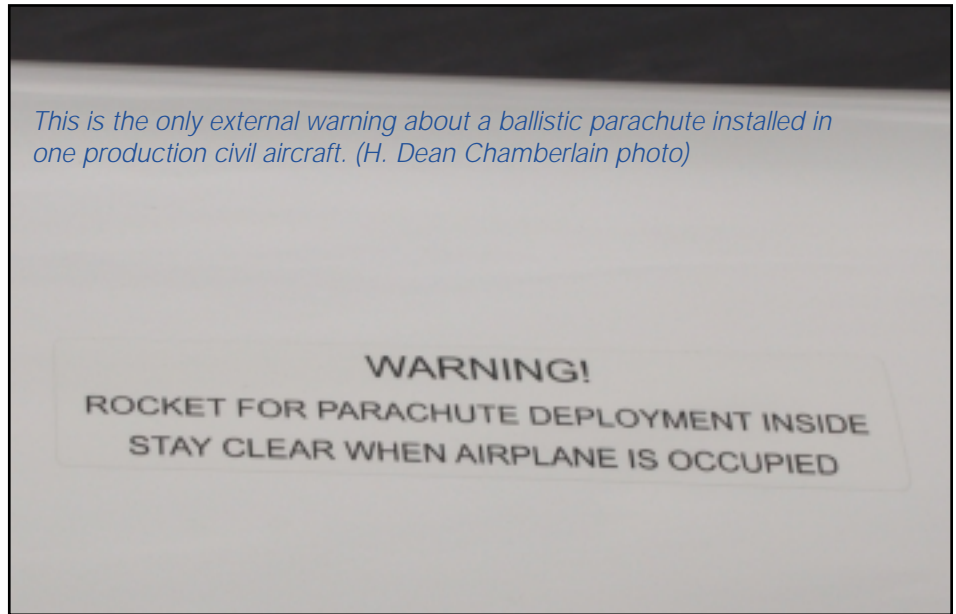 This is the only external warning about a ballistic parachute installed in
one production civil aircraft. (H. Dean Chamberlain photo)
WARNING!
ROCKET FOR PARACHUTE DEPLOYMENT INSIDE
STAY CLEAR WHEN AIRPLANE IS OCCUPIED